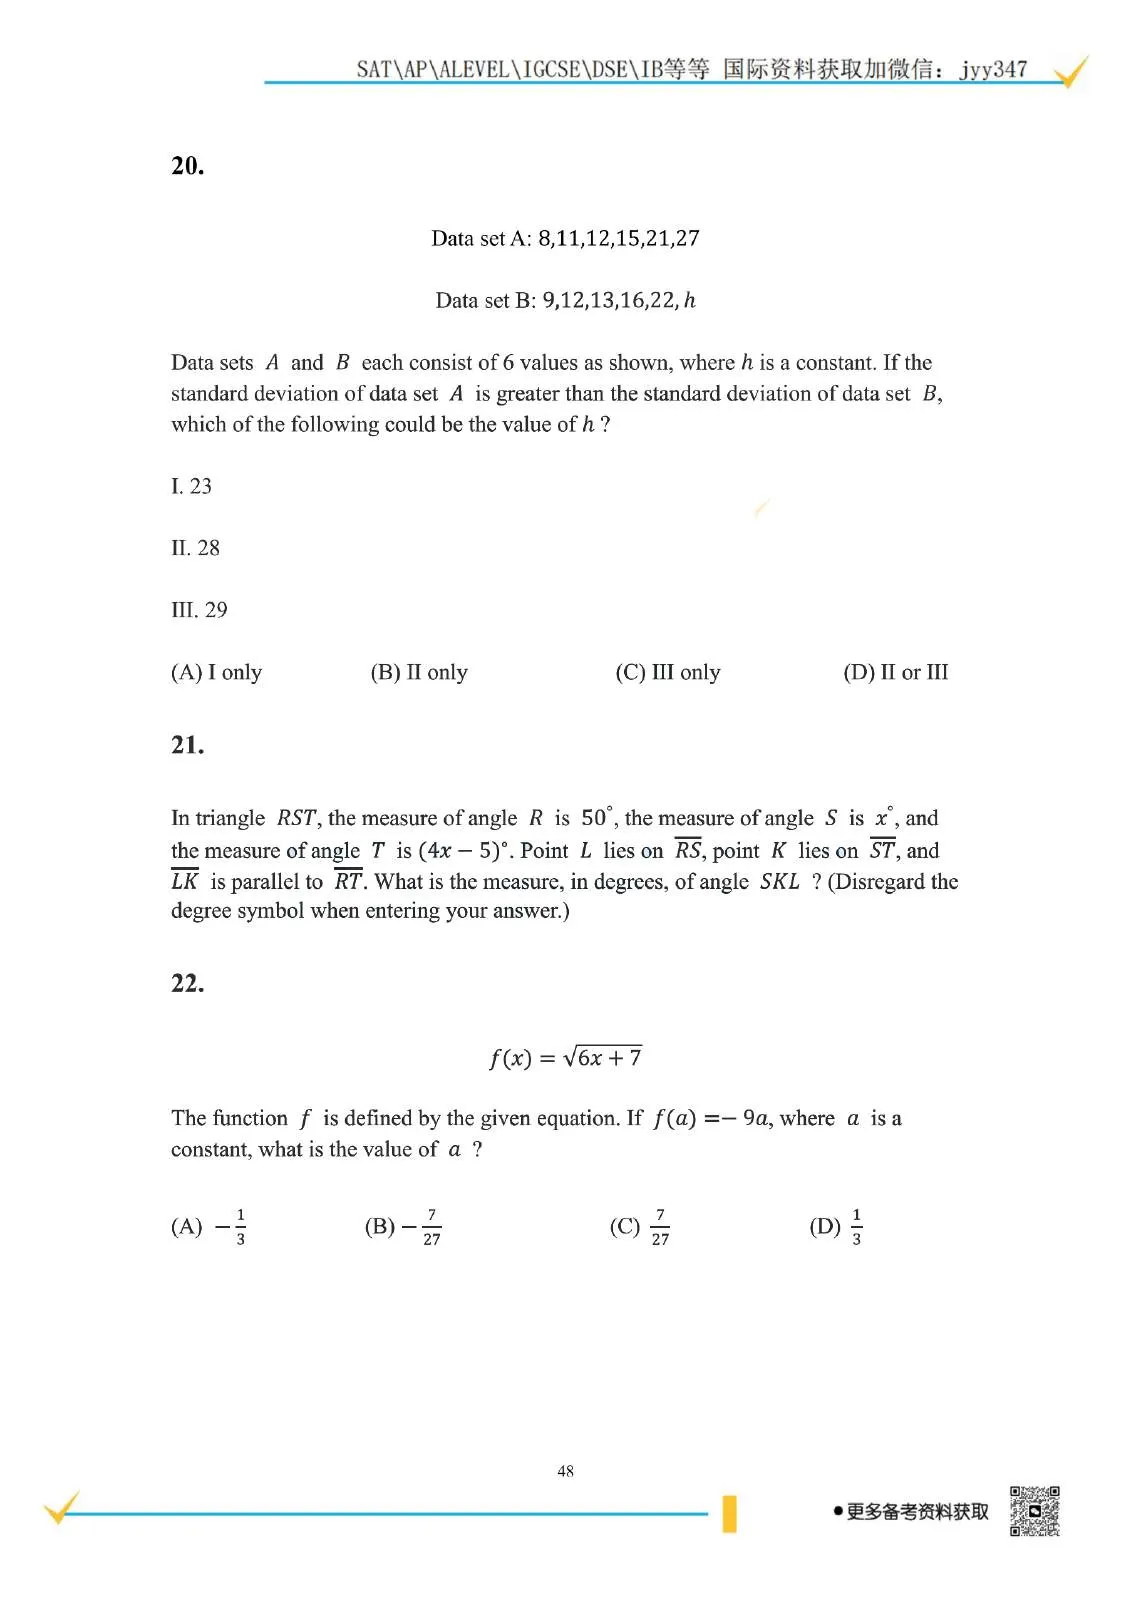 SAT\AP\ALEVEL\IGCSE\DSE\IB等等 国际资料获取加微信：jyy347
20.
Data set A: 8,11,12,15,21,27
Data set B: 9,12,13,16,22, h
Data sets A and B each consist of 6 values as shown, where h is a constant. If the
standard deviation of data set A is greater than the standard deviation of data set B,
which of the following could be the value of h ?
I. 23
II. 28
III. 29
(A) I only (B) II only (C) III only (D) II or III
21.
In triangle RST, the measure of angle R is 50°, the measure of angle S is x°, and
the measure of angle T is (4x − 5)°. Point L lies on \overline{RS}, point K lies on \overline{ST}, and
\overline{LK} is parallel to \overline{RT}. What is the measure, in degrees, of angle SKL ? (Disregard the
degree symbol when entering your answer.)
22.
f(x) = √(6x + 7)
The function f is defined by the given equation. If f(a) =− 9a, where a is a
constant, what is the value of a ?
(A) −1/3 (B) −7/27 (C) 7/27 (D) 1/3
48
●更多备考资料获取